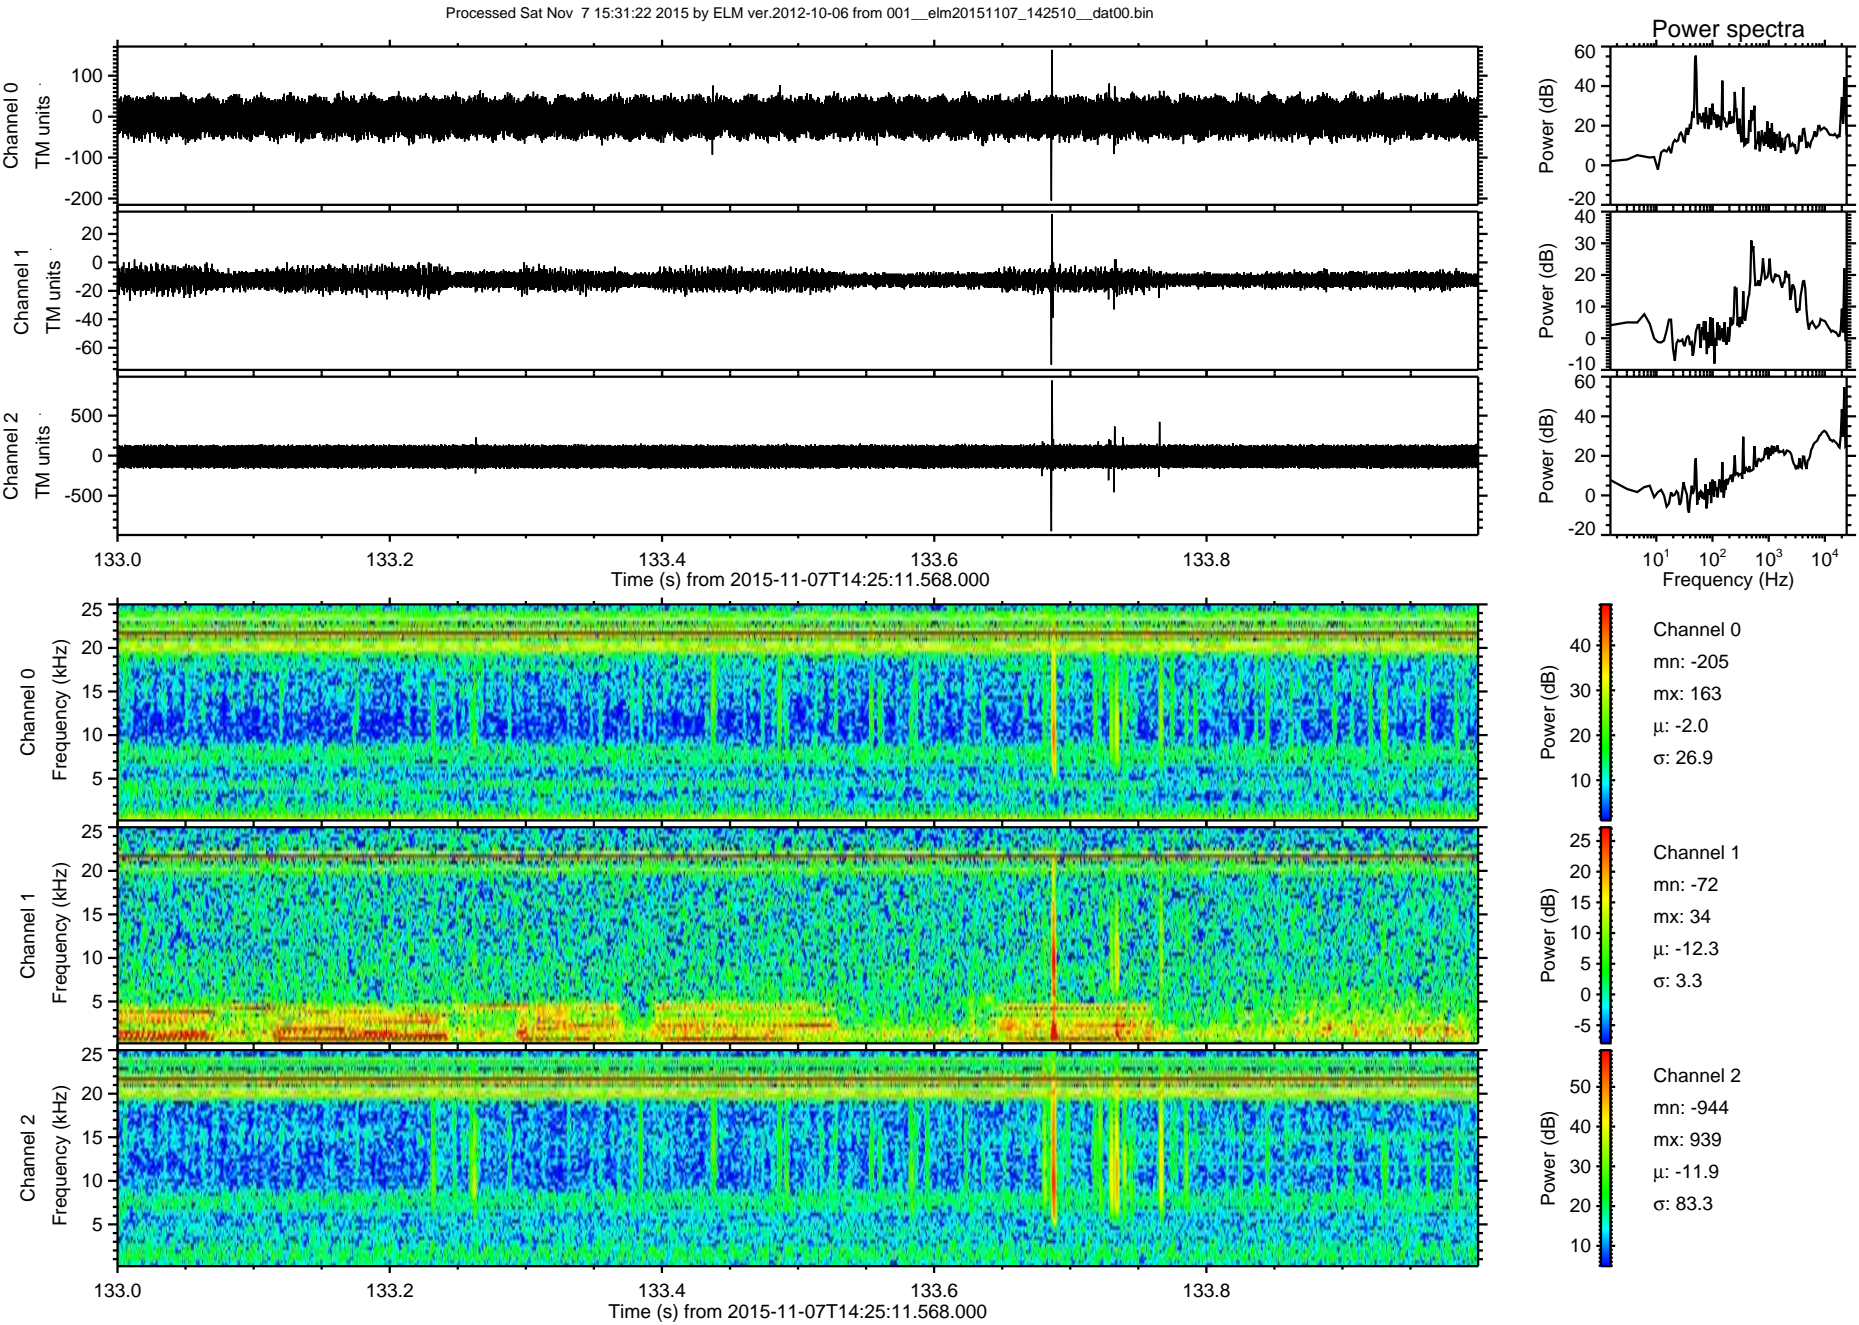 Processed Sat Nov 7 15:31:22 2015 by ELM ver.2012-10-06 from 001__elm20151107_142510__dat00.bin
Power spectra
Channel 0
TM units
100
0
-100
-200
Power (dB)
60
40
20
0
-20
Channel 1
TM units
20
0
-20
-40
-60
Power (dB)
40
30
20
10
0
-10
Channel 2
TM units
500
0
-500
Power (dB)
60
40
20
0
-20
133.0 133.2 133.4 133.6 133.8
Time (s) from 2015-11-07T14:25:11.568.000
10^1 10^2 10^3 10^4
Frequency (Hz)
Channel 0
Frequency (kHz)
25
20
15
10
5
Power (dB)
40
30
20
10
Channel 0
mn: -205
mx: 163
μ: -2.0
σ: 26.9
Channel 1
Frequency (kHz)
25
20
15
10
5
Power (dB)
25
20
15
10
5
0
-5
Channel 1
mn: -72
mx: 34
μ: -12.3
σ: 3.3
Channel 2
Frequency (kHz)
25
20
15
10
5
Power (dB)
50
40
30
20
10
Channel 2
mn: -944
mx: 939
μ: -11.9
σ: 83.3
133.0 133.2 133.4 133.6 133.8
Time (s) from 2015-11-07T14:25:11.568.000